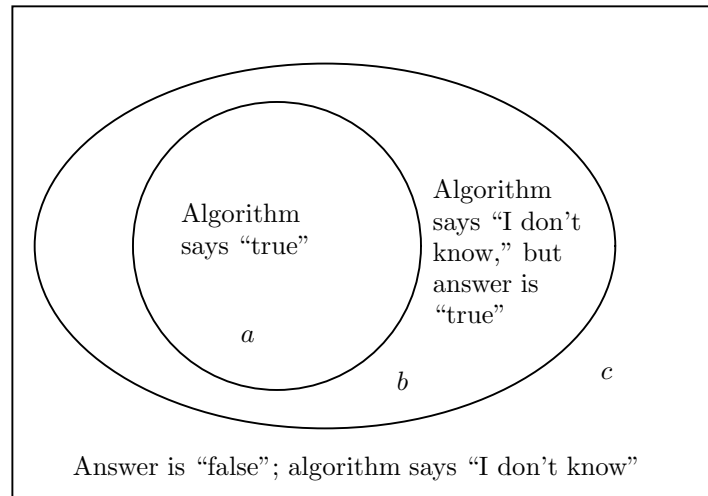 Algorithm
says “true”
Algorithm
says “I don't
know,” but
answer is
“true”
a
b
c
Answer is “false”; algorithm says “I don't know”